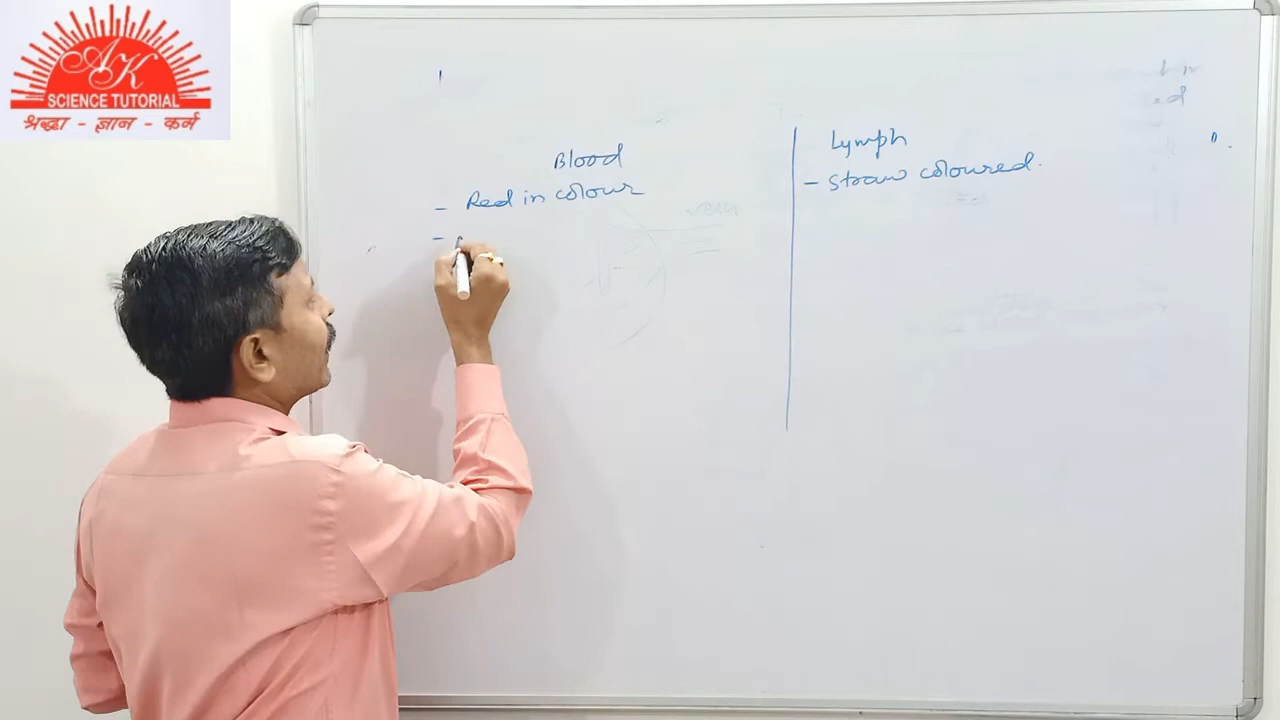 AK
SCIENCE TUTORIAL
श्रद्धा - ज्ञान - कर्म
Blood
- Red in colour
-
Lymph
- Straw coloured.